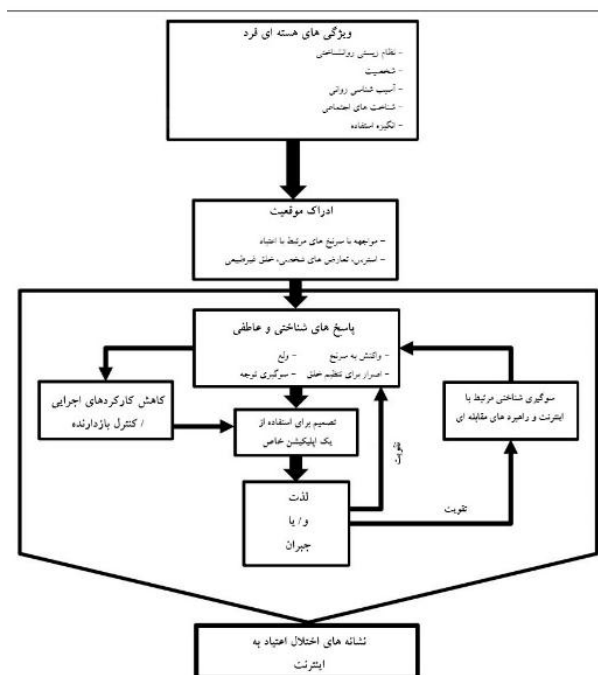 ویژگی های هسته ای فرد
- نظام زیستی روانشناختی
- شخصیت
- آسیب شناسی روانی
- شناخت های اجتماعی
- انگیزه استفاده
ادراک موقعیت
- مواجهه با سرنخ های مرتبط با اعتیاد
- استرس، تعارض های شخصی، خلق غیرطبیعی
پاسخ های شناختی و عاطفی
- واکنش به سرنخ - ولع
- اصرار برای تنظیم خلق - سوگیری توجه
کاهش کارکردهای اجرایی
/ کنترل بازدارنده
تصمیم برای استفاده از
یک اپلیکیشن خاص
سوگیری شناختی مرتبط با
اینترنت و راهبرد های مقابله ای
لذت
و / یا
جبران
تقویت
تقویت
نشانه های اختلال اعتیاد به
اینترنت